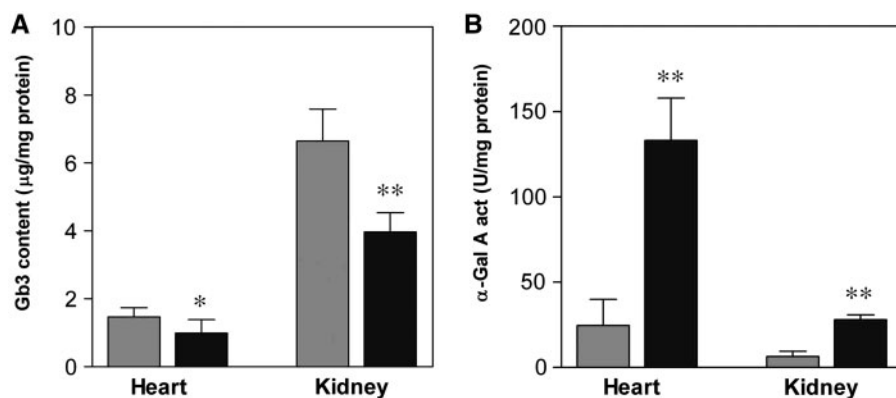 A
Gb3 content (µg/mg protein)
10
8
6
4
2
0
*
**
Heart
Kidney
B
α-Gal A act (U/mg protein)
200
150
100
50
0
**
**
Heart
Kidney